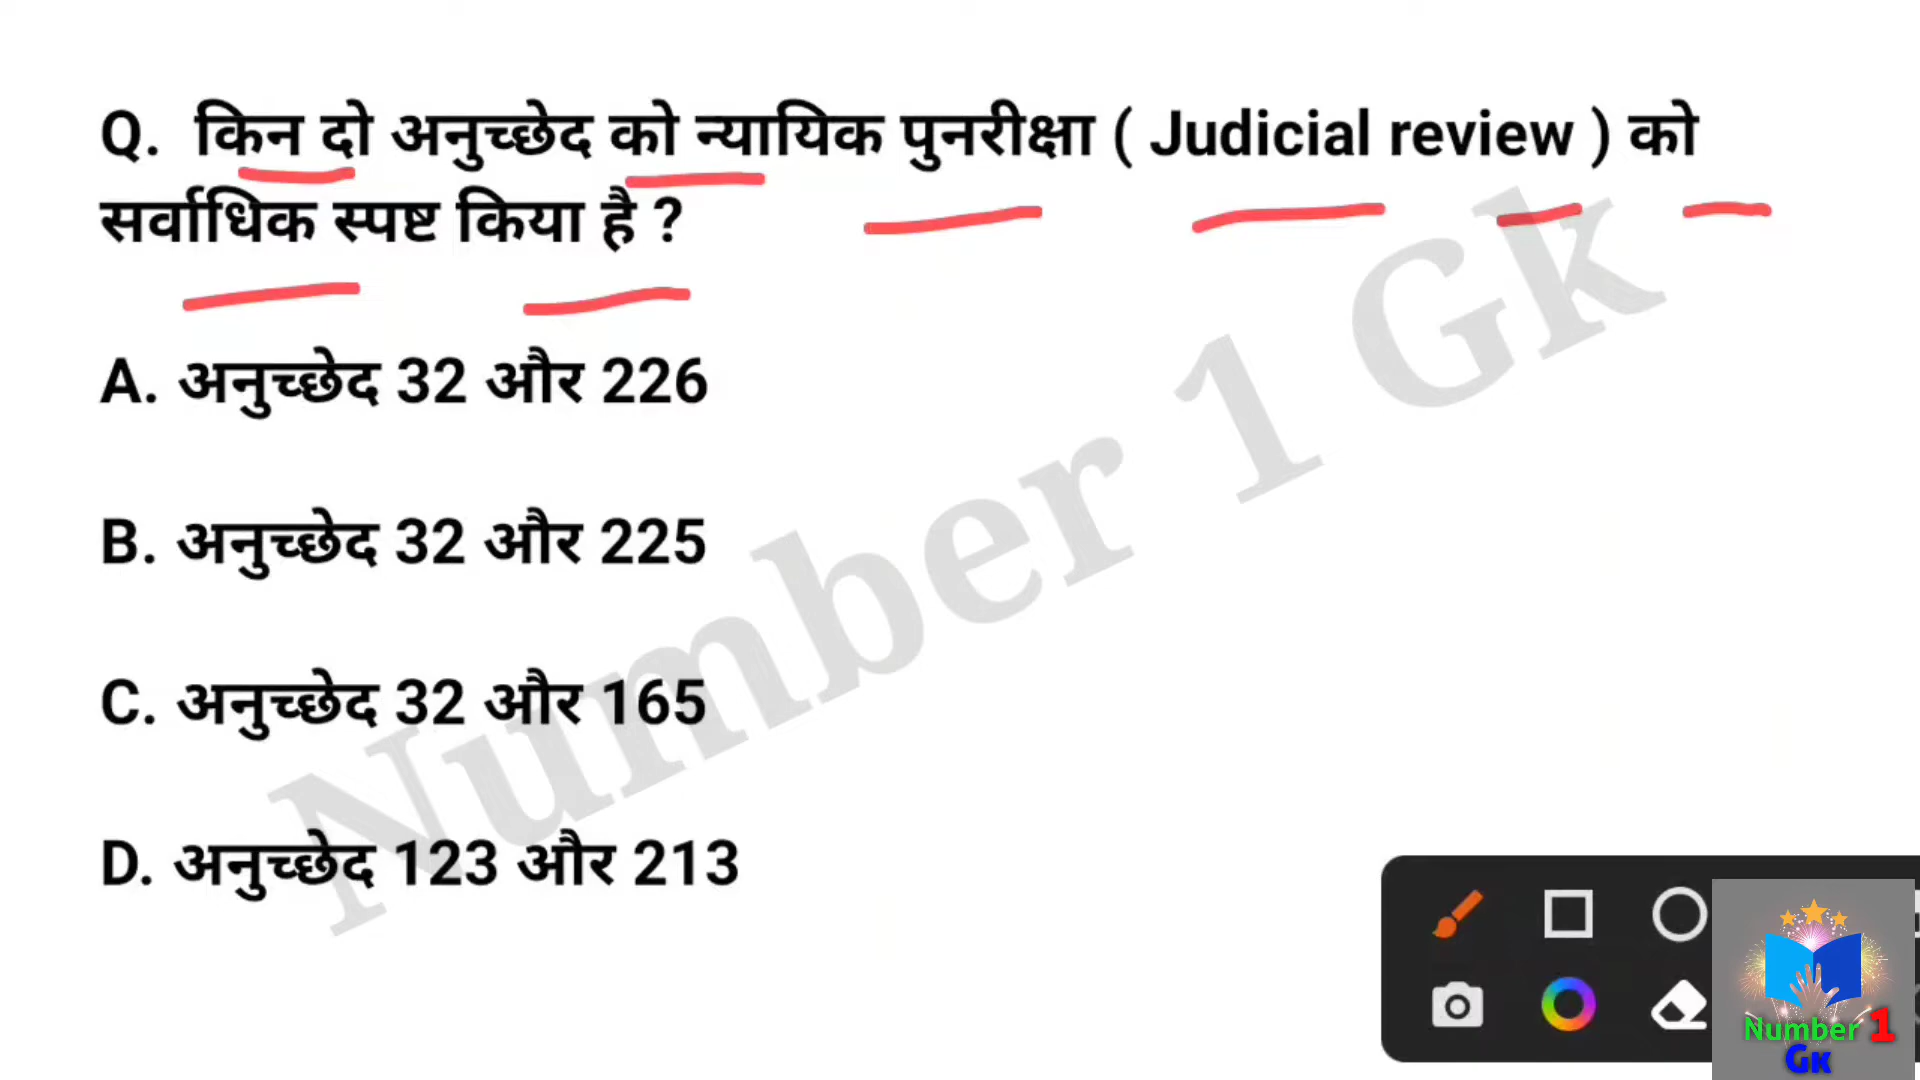 Q. किन दो अनुच्छेद को न्यायिक पुनरीक्षा ( Judicial review ) को
सर्वाधिक स्पष्ट किया है ?
A. अनुच्छेद 32 और 226
B. अनुच्छेद 32 और 225
C. अनुच्छेद 32 और 165
D. अनुच्छेद 123 और 213
Number 1 Gk
Number 1
GK